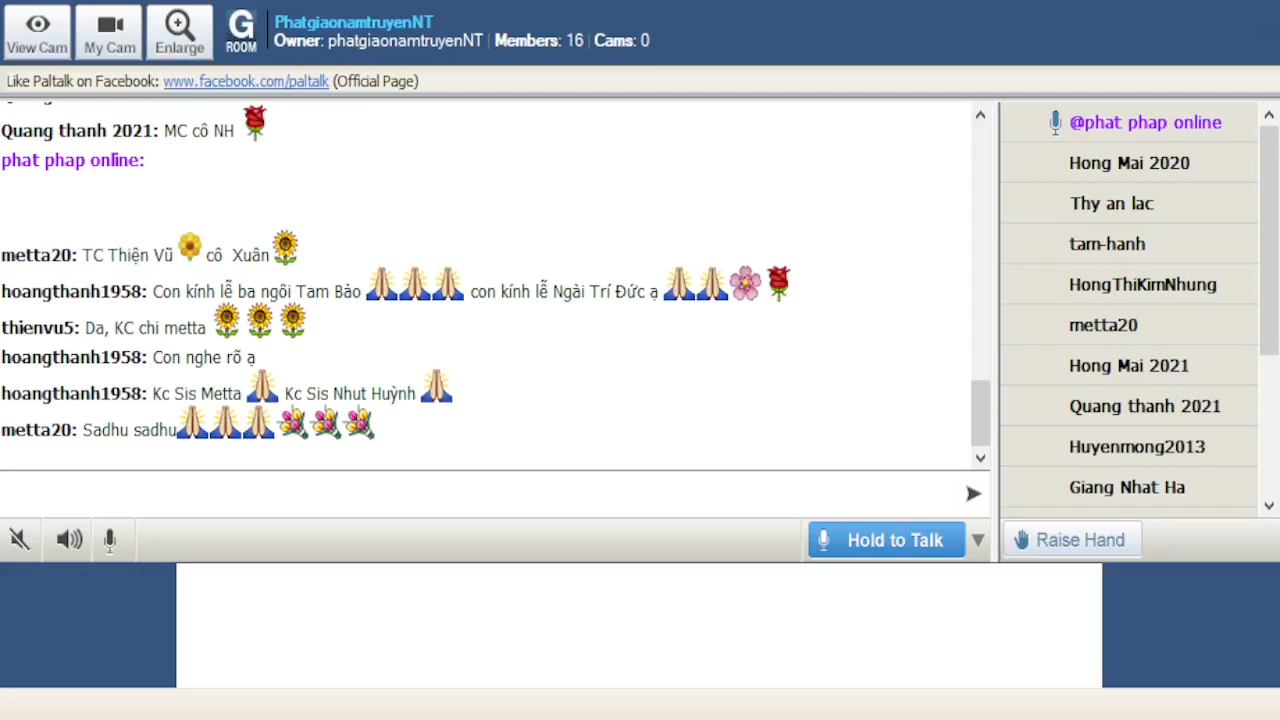 PhatgiaonamtruyenNT
Owner: phatgiaonamtruyenNT | Members: 16 | Cams: 0
View Cam
My Cam
Enlarge
G ROOM
Like Paltalk on Facebook: www.facebook.com/paltalk (Official Page)
Quang thanh 2021: MC cô NH
phat phap online:
metta20: TC Thiện Vũ cô Xuân
hoangthanh1958: Con kính lễ ba ngôi Tam Bảo con kính lễ Ngài Trí Đức ạ
thienvu5: Da, KC chi metta
hoangthanh1958: Con nghe rõ ạ
hoangthanh1958: Kc Sis Metta Kc Sis Nhut Huỳnh
metta20: Sadhu sadhu
@phat phap online
Hong Mai 2020
Thy an lac
tam-hanh
HongThiKimNhung
metta20
Hong Mai 2021
Quang thanh 2021
Huyenmong2013
Giang Nhat Ha
Hold to Talk
Raise Hand